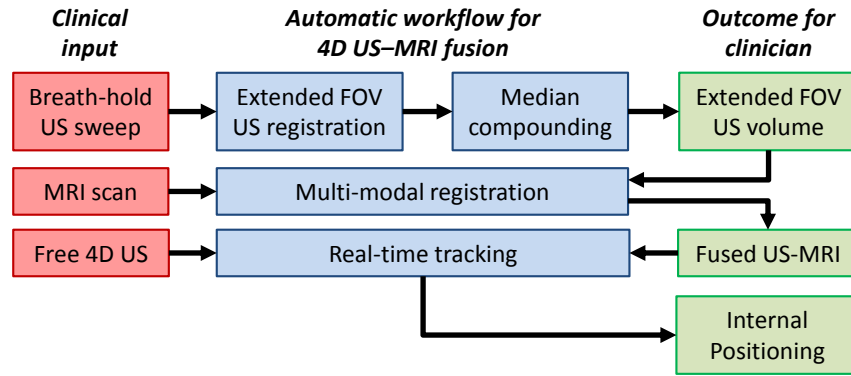 Clinical
input
Automatic workflow for
4D US–MRI fusion
Outcome for
clinician
Breath-hold
US sweep
Extended FOV
US registration
Median
compounding
Extended FOV
US volume
MRI scan
Multi-modal registration
Free 4D US
Real-time tracking
Fused US-MRI
Internal
Positioning